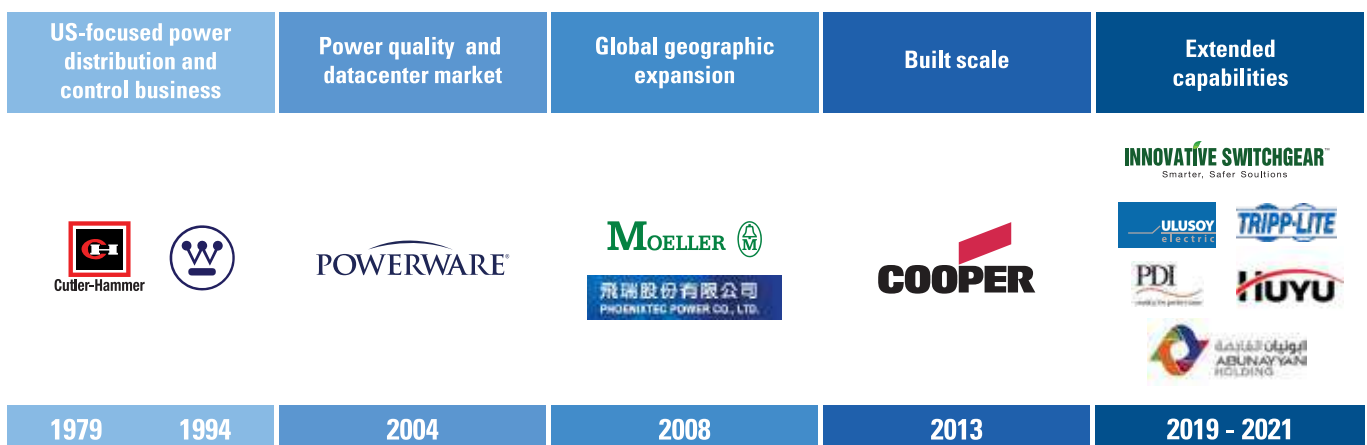 US-focused power
distribution and
control business
Power quality and
datacenter market
Global geographic
expansion
Built scale
Extended
capabilities
Cutler-Hammer
POWERWARE®
MOELLER
飛瑞股份有限公司
PHOENIXTEC POWER CO., LTD.
COOPER
INNOVATIVE SWITCHGEAR™
Smarter, Safer Soultions
ULUSOY
electric
TRIPP-LITE
PDI
HUYU
ABUNAYYAN
HOLDING
1979 1994
2004
2008
2013
2019 - 2021